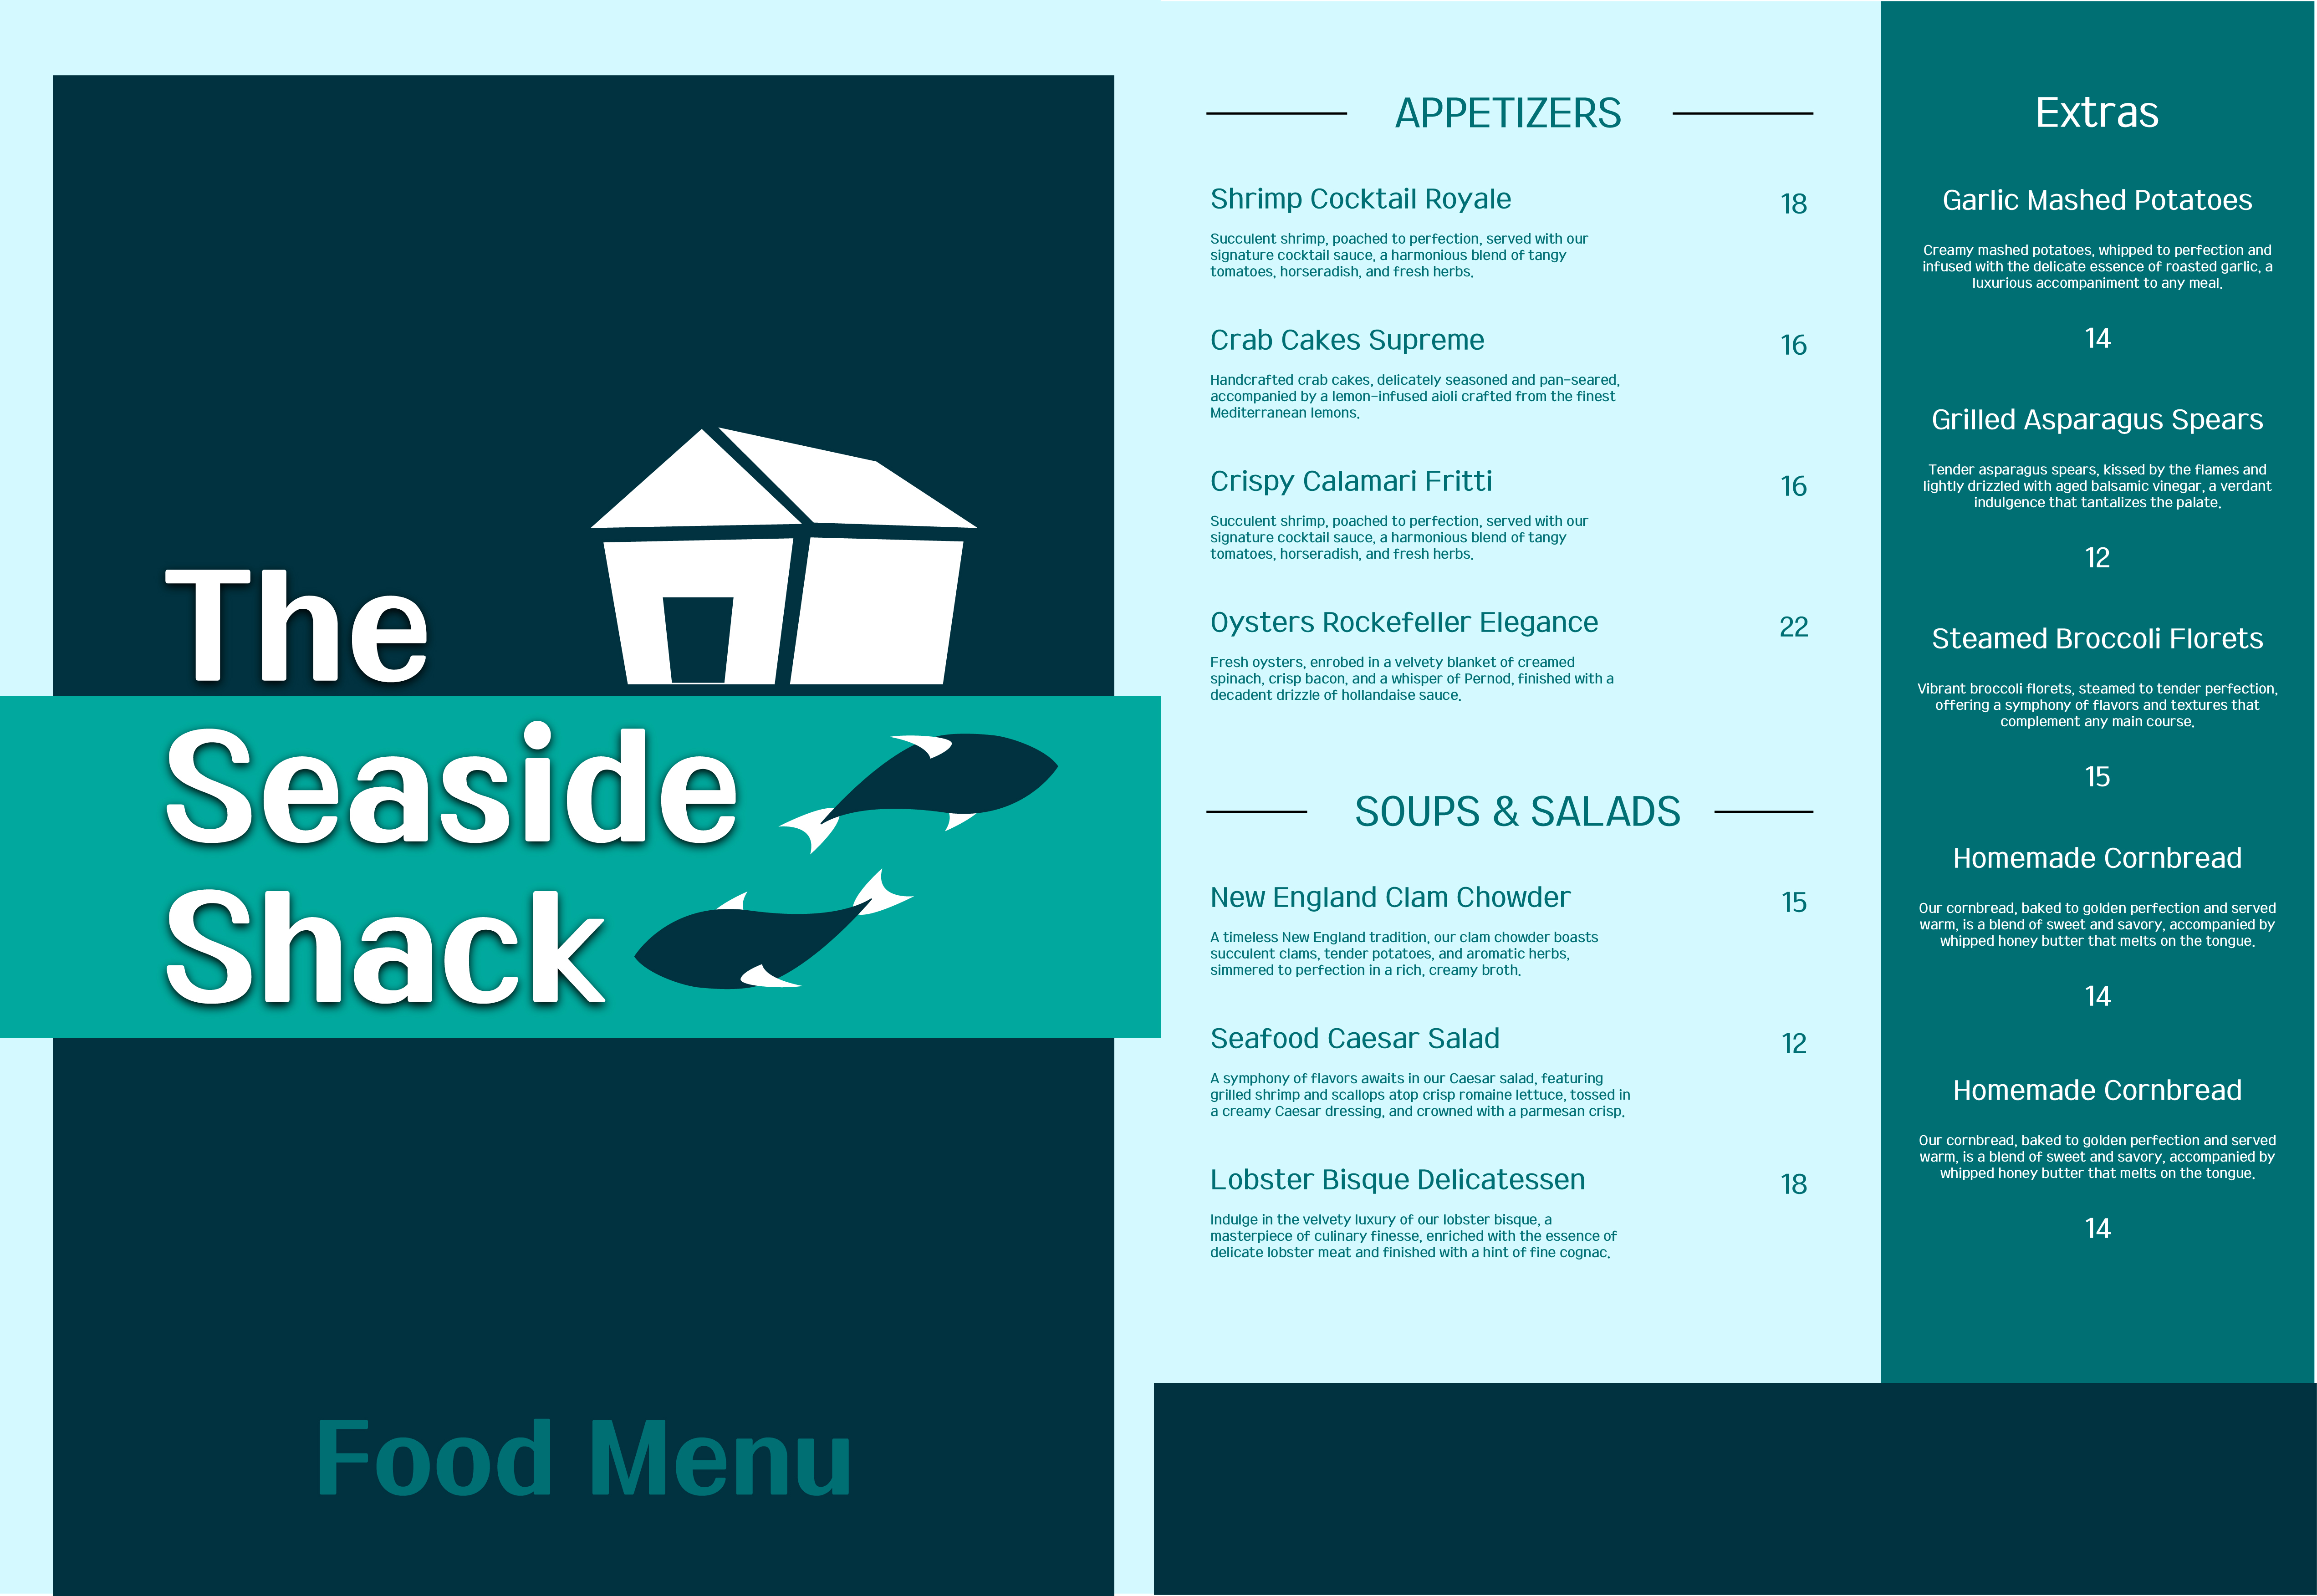 The
Seaside
Shack
Food Menu
APPETIZERS
Shrimp Cocktail Royale 18
Succulent shrimp, poached to perfection, served with our
signature cocktail sauce, a harmonious blend of tangy
tomatoes, horseradish, and fresh herbs.
Crab Cakes Supreme 16
Handcrafted crab cakes, delicately seasoned and pan-seared,
accompanied by a lemon-infused aioli crafted from the finest
Mediterranean lemons.
Crispy Calamari Fritti 16
Succulent shrimp, poached to perfection, served with our
signature cocktail sauce, a harmonious blend of tangy
tomatoes, horseradish, and fresh herbs.
Oysters Rockefeller Elegance 22
Fresh oysters, enrobed in a velvety blanket of creamed
spinach, crisp bacon, and a whisper of Pernod, finished with a
decadent drizzle of hollandaise sauce.
SOUPS & SALADS
New England Clam Chowder 15
A timeless New England tradition, our clam chowder boasts
succulent clams, tender potatoes, and aromatic herbs,
simmered to perfection in a rich, creamy broth.
Seafood Caesar Salad 12
A symphony of flavors awaits in our Caesar salad, featuring
grilled shrimp and scallops atop crisp romaine lettuce, tossed in
a creamy Caesar dressing, and crowned with a parmesan crisp.
Lobster Bisque Delicatessen 18
Indulge in the velvety luxury of our lobster bisque, a
masterpiece of culinary finesse, enriched with the essence of
delicate lobster meat and finished with a hint of fine cognac.
Extras
Garlic Mashed Potatoes
Creamy mashed potatoes, whipped to perfection and
infused with the delicate essence of roasted garlic, a
luxurious accompaniment to any meal.
14
Grilled Asparagus Spears
Tender asparagus spears, kissed by the flames and
lightly drizzled with aged balsamic vinegar, a verdant
indulgence that tantalizes the palate.
12
Steamed Broccoli Florets
Vibrant broccoli florets, steamed to tender perfection,
offering a symphony of flavors and textures that
complement any main course.
15
Homemade Cornbread
Our cornbread, baked to golden perfection and served
warm, is a blend of sweet and savory, accompanied by
whipped honey butter that melts on the tongue.
14
Homemade Cornbread
Our cornbread, baked to golden perfection and served
warm, is a blend of sweet and savory, accompanied by
whipped honey butter that melts on the tongue.
14